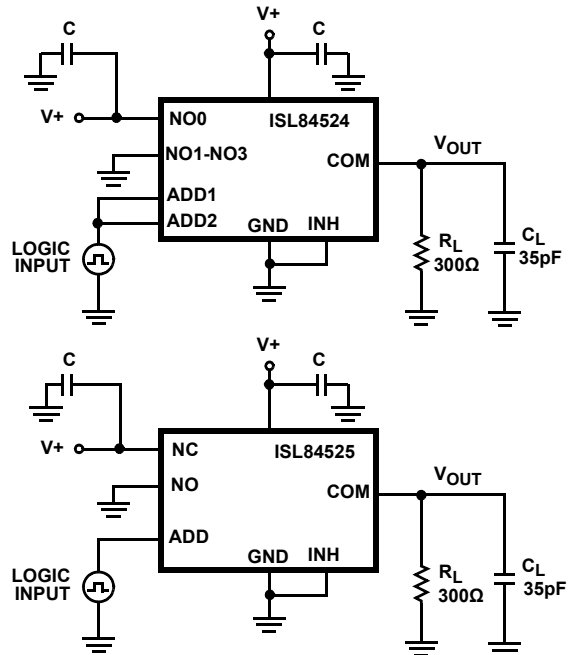 V+
C
C
V+
NO0
ISL84524
NO1-NO3
COM
VOUT
ADD1
ADD2
GND
INH
LOGIC
INPUT
RL
300Ω
CL
35pF
V+
C
C
V+
NC
ISL84525
NO
COM
VOUT
ADD
GND
INH
LOGIC
INPUT
RL
300Ω
CL
35pF